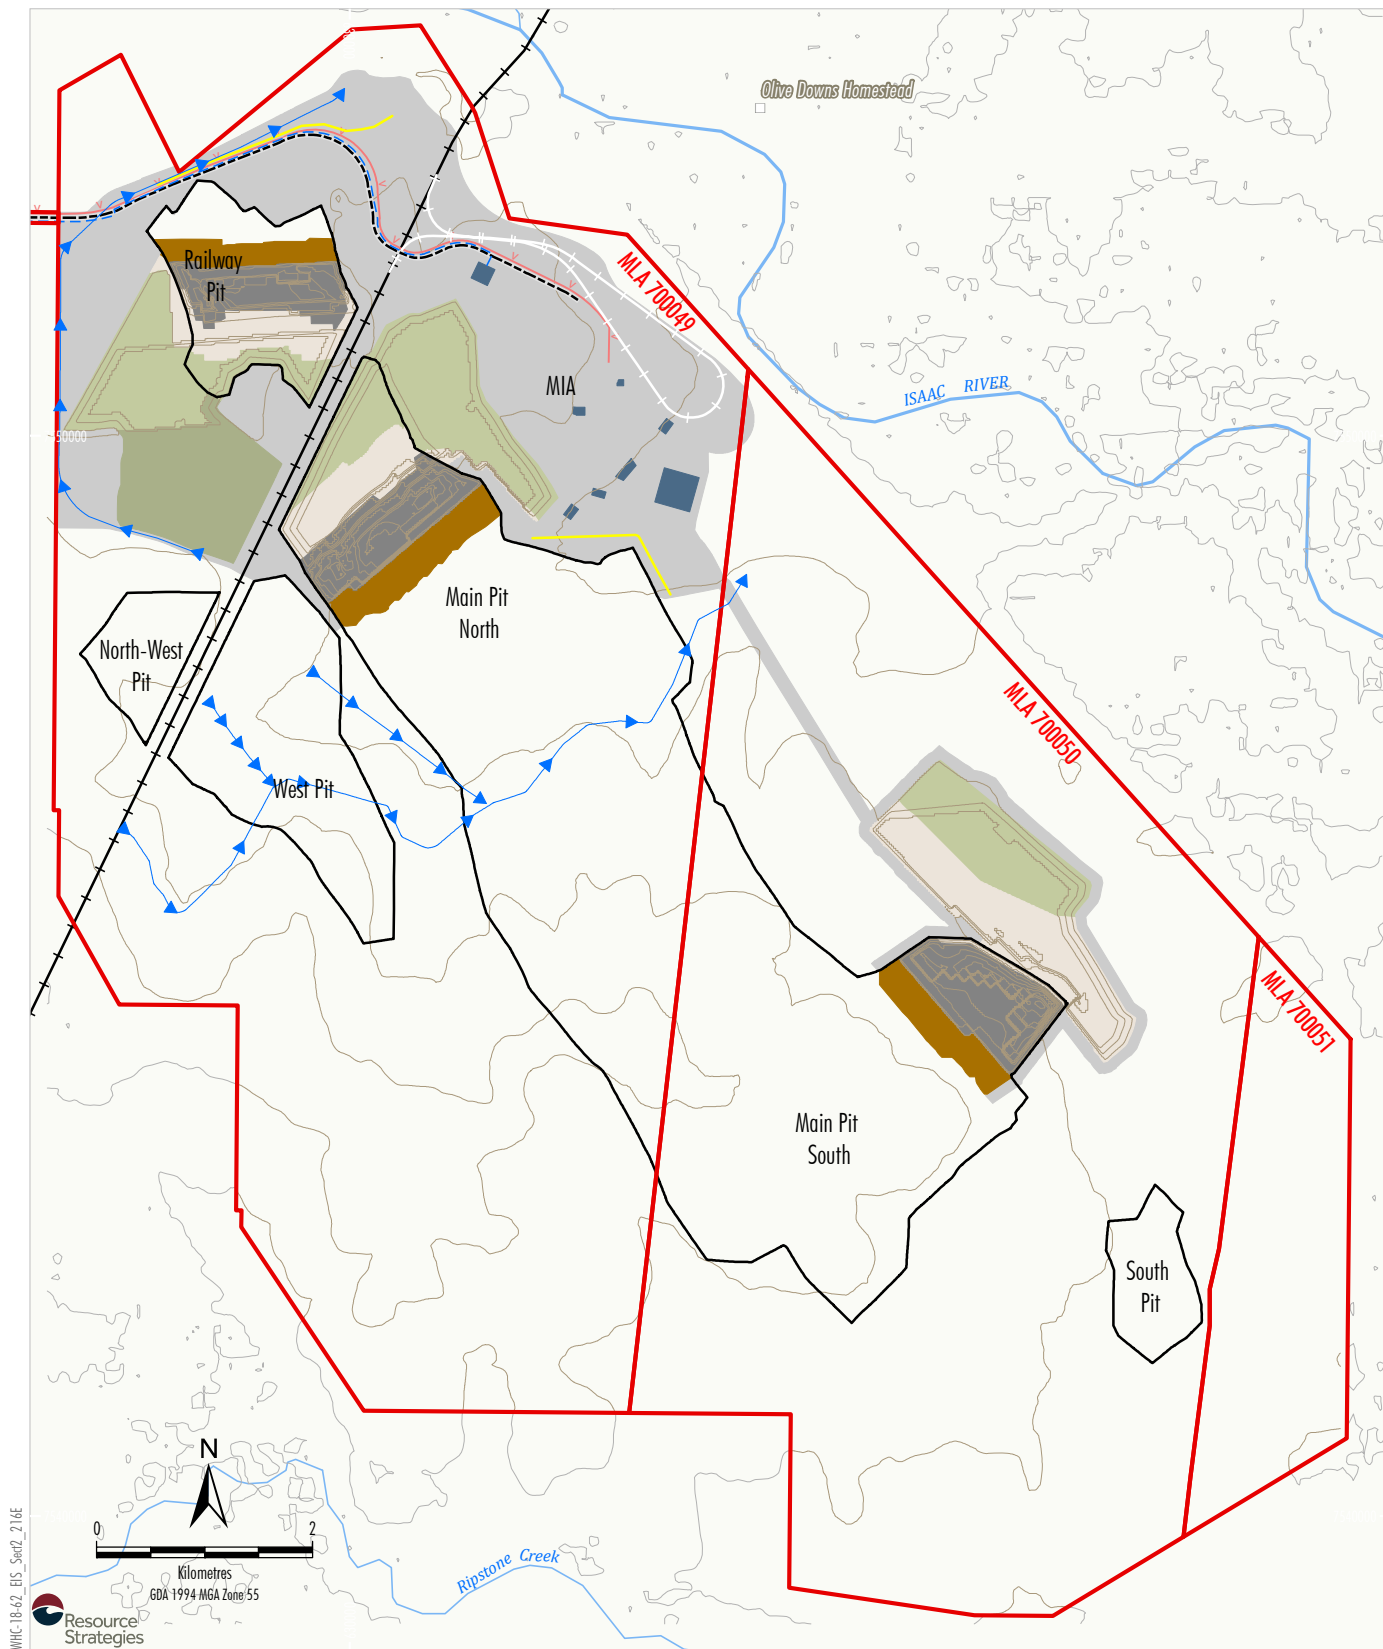 Olive Downs Homestead
Railway
Pit
MLA 700049
MIA
ISAAC RIVER
50000
Main Pit
North
North-West
Pit
MLA 700050
West Pit
MLA 700051
Main Pit
South
South
Pit
N
0 2
Kilometres
GDA 1994 MGA Zone 55
Ripstone Creek
WHC-18-62_EIS_Sect2_216E
Resource
Strategies